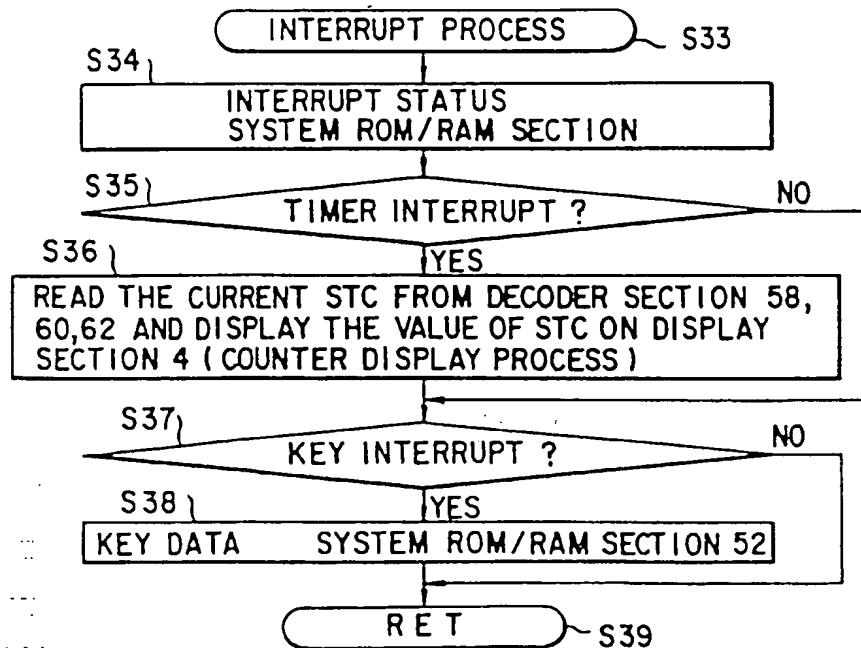 INTERRUPT PROCESS
S33
S34
INTERRUPT STATUS
SYSTEM ROM/RAM SECTION
S35
TIMER INTERRUPT ?
NO
YES
S36
READ THE CURRENT STC FROM DECODER SECTION 58,
60,62 AND DISPLAY THE VALUE OF STC ON DISPLAY
SECTION 4 (COUNTER DISPLAY PROCESS)
S37
KEY INTERRUPT ?
NO
YES
S38
KEY DATA SYSTEM ROM/RAM SECTION 52
RET
S39